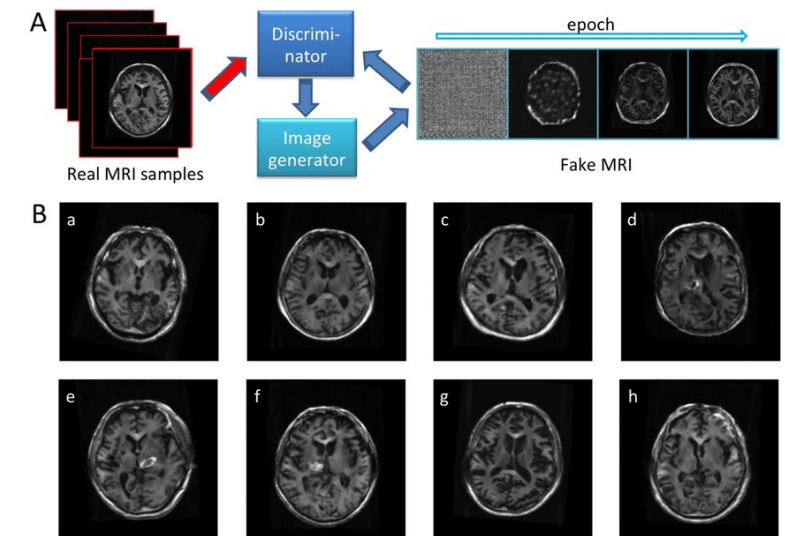 A
Discrimi-
nator
epoch
Image
generator
Real MRI samples
Fake MRI
B
a
b
c
d
e
f
g
h